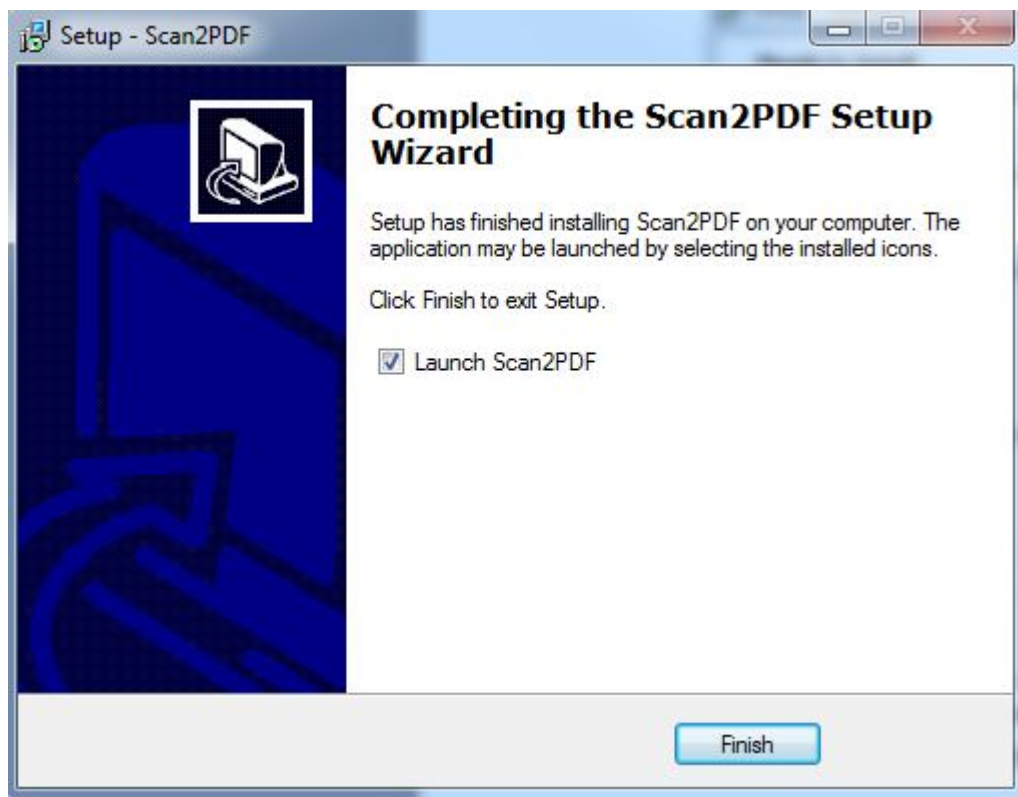 Setup - Scan2PDF
Completing the Scan2PDF Setup
Wizard
Setup has finished installing Scan2PDF on your computer. The
application may be launched by selecting the installed icons.
Click Finish to exit Setup.
Launch Scan2PDF
Finish